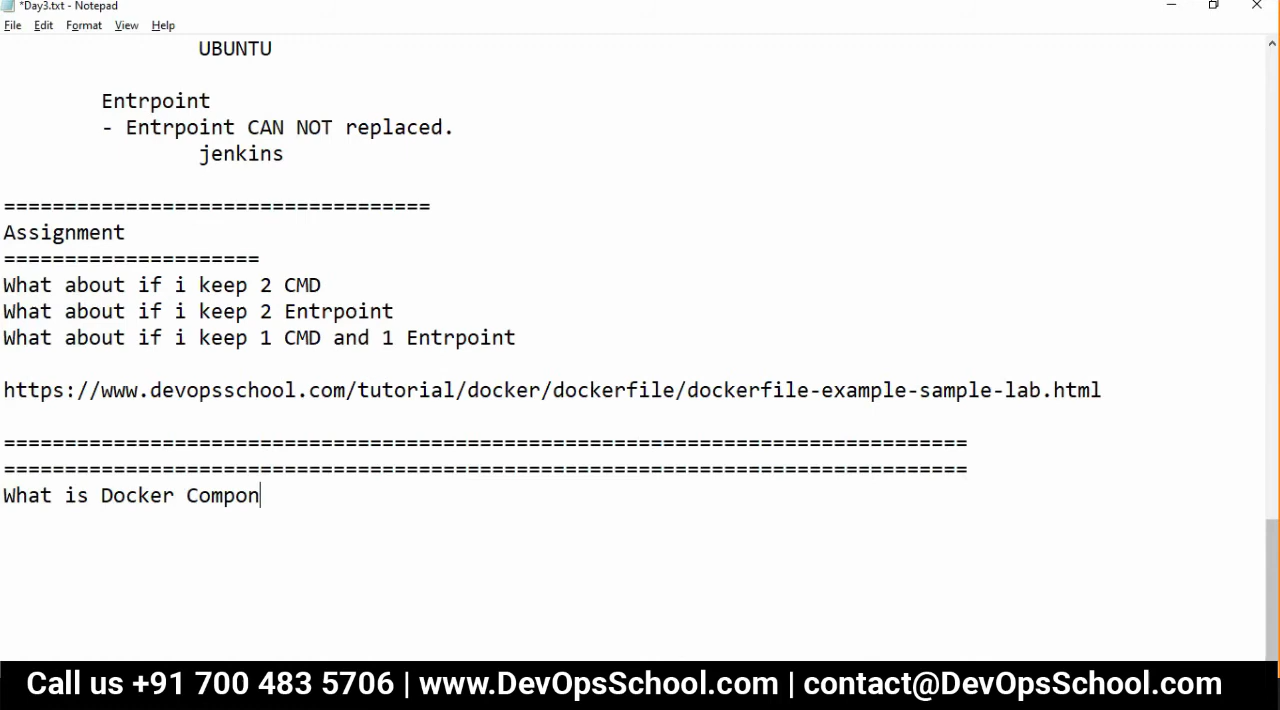 *Day3.txt - Notepad
File Edit Format View Help
UBUNTU
Entrpoint
- Entrpoint CAN NOT replaced.
jenkins
===================================
Assignment
=====================
What about if i keep 2 CMD
What about if i keep 2 Entrpoint
What about if i keep 1 CMD and 1 Entrpoint
https://www.devopsschool.com/tutorial/docker/dockerfile/dockerfile-example-sample-lab.html
===============================================================================
===============================================================================
What is Docker Compon
Call us +91 700 483 5706 | www.DevOpsSchool.com | contact@DevOpsSchool.com